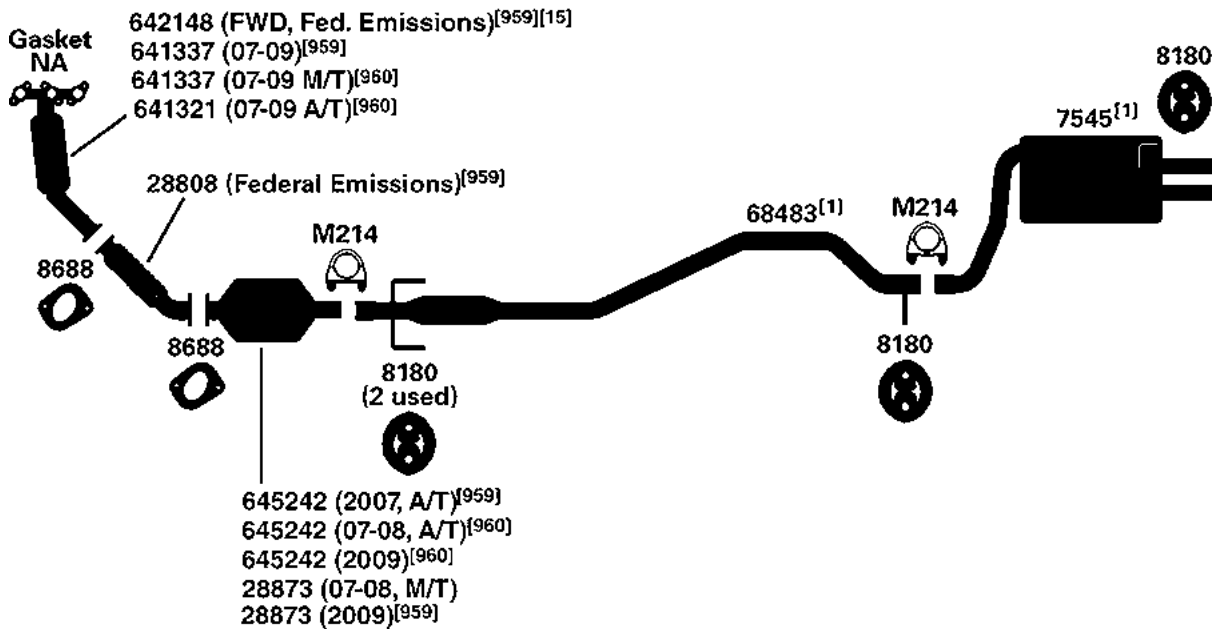 Gasket
NA
642148 (FWD, Fed. Emissions)[959][15]
641337 (07-09)[959]
641337 (07-09 M/T)[960]
641321 (07-09 A/T)[960]
28808 (Federal Emissions)[959]
8688
8688
M214
8180
(2 used)
645242 (2007, A/T)[959]
645242 (07-08, A/T)[960]
645242 (2009)[960]
28873 (07-08, M/T)
28873 (2009)[959]
68483[1]
M214
8180
7545[1]
8180